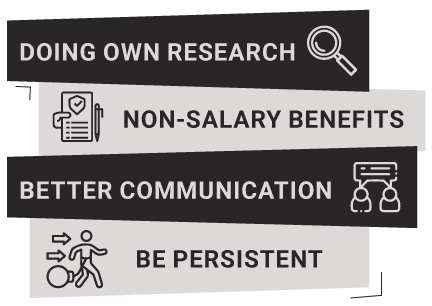 DOING OWN RESEARCH
NON-SALARY BENEFITS
BETTER COMMUNICATION
BE PERSISTENT